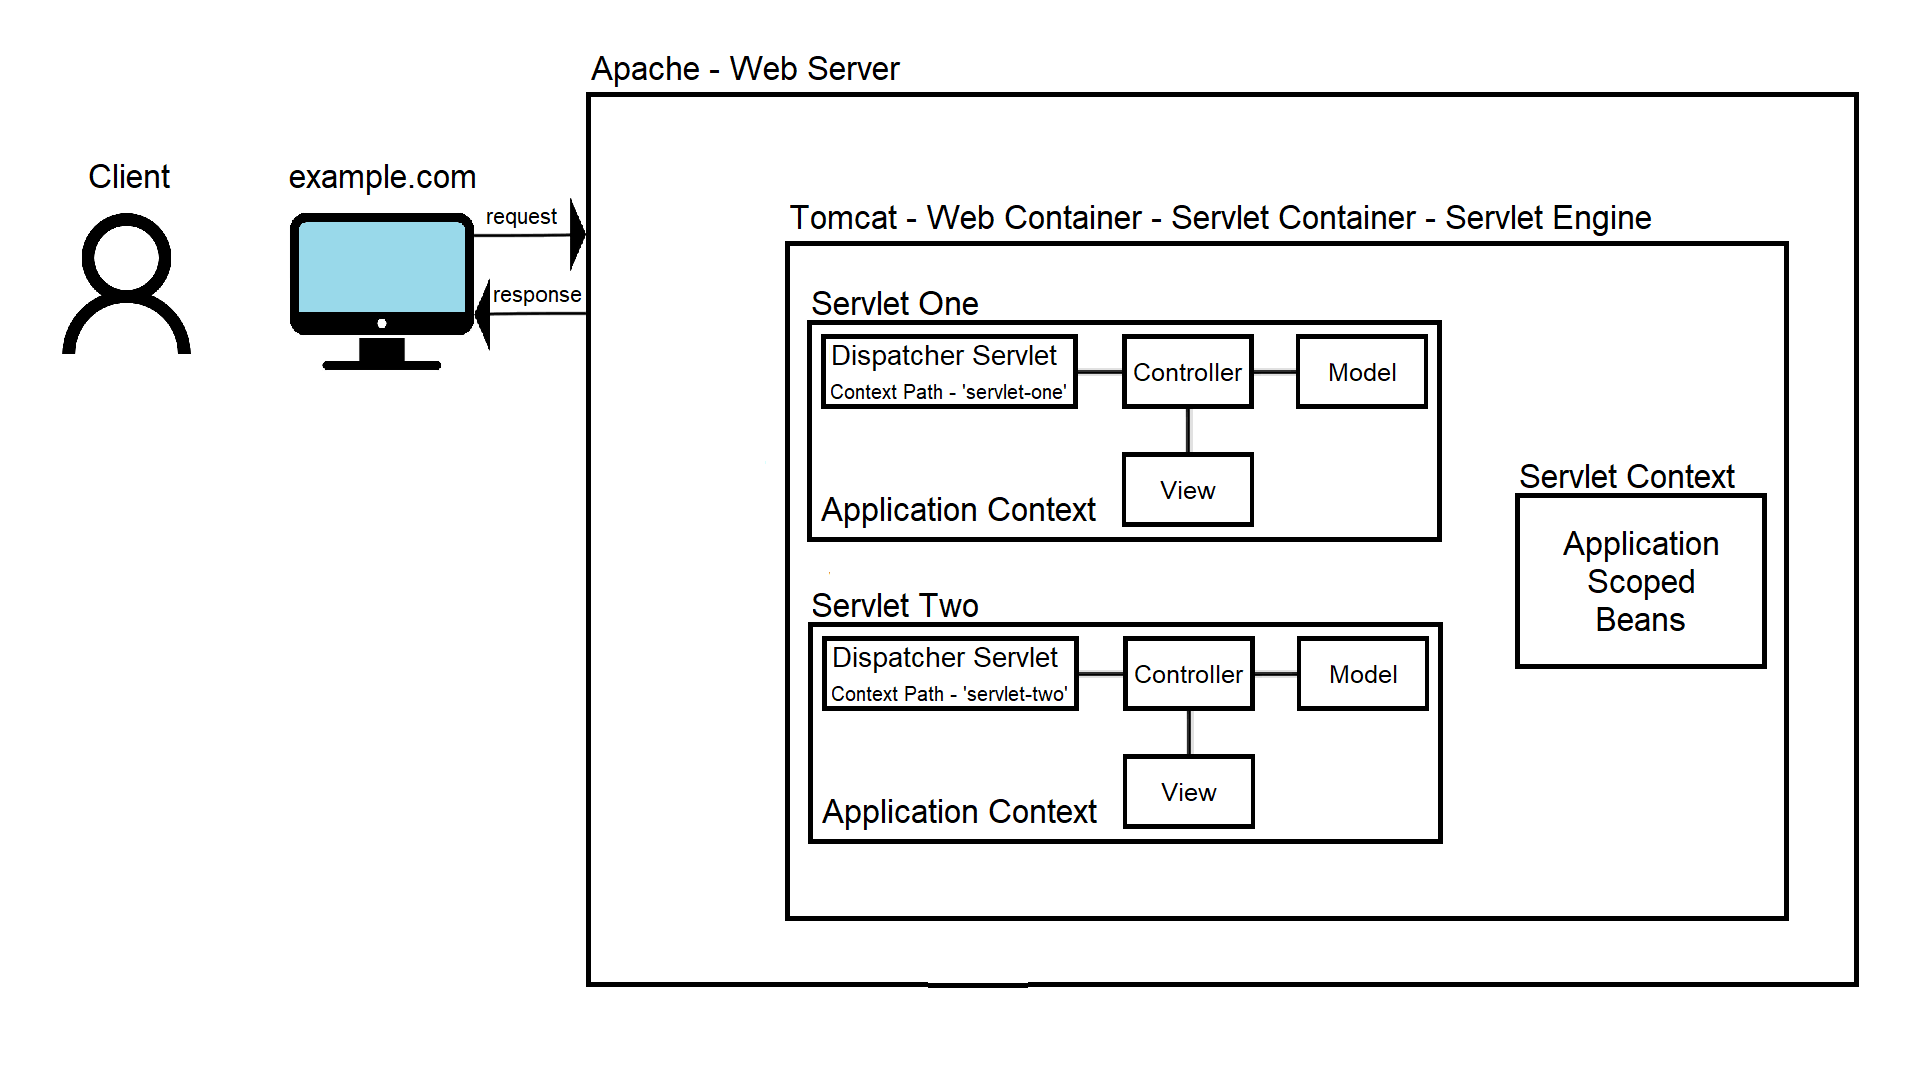 Apache - Web Server
Client
example.com
request
response
Tomcat - Web Container - Servlet Container - Servlet Engine
Servlet One
Dispatcher Servlet
Context Path - 'servlet-one'
Controller
Model
View
Application Context
Servlet Context
Application
Scoped
Beans
Servlet Two
Dispatcher Servlet
Context Path - 'servlet-two'
Controller
Model
View
Application Context